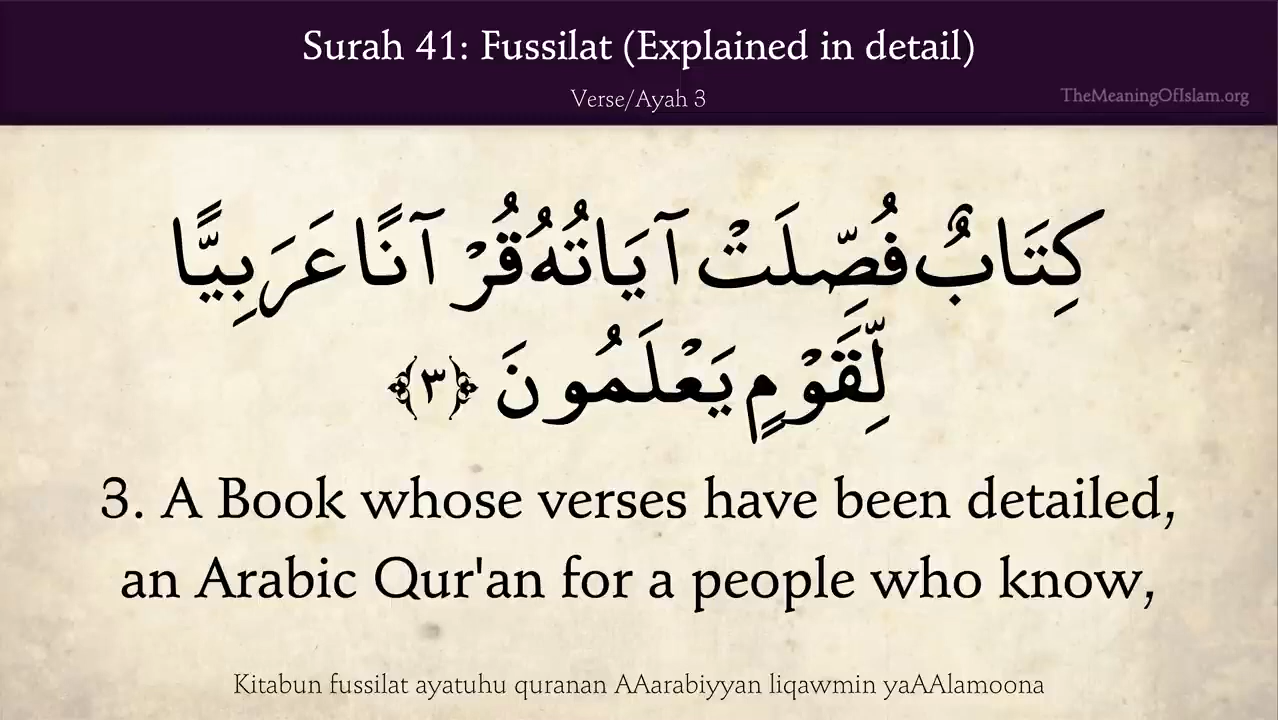 Surah 41: Fussilat (Explained in detail)
Verse/Ayah 3
TheMeaningOfIslam.org
كِتَابٌ فُصِّلَتْ آيَاتُهُ قُرْآنًا عَرَبِيًّا
لِّقَوْمٍ يَعْلَمُونَ ﴿٣﴾
3. A Book whose verses have been detailed,
an Arabic Qur'an for a people who know,
Kitabun fussilat ayatuhu quranan AAarabiyyan liqawmin yaAAlamoona